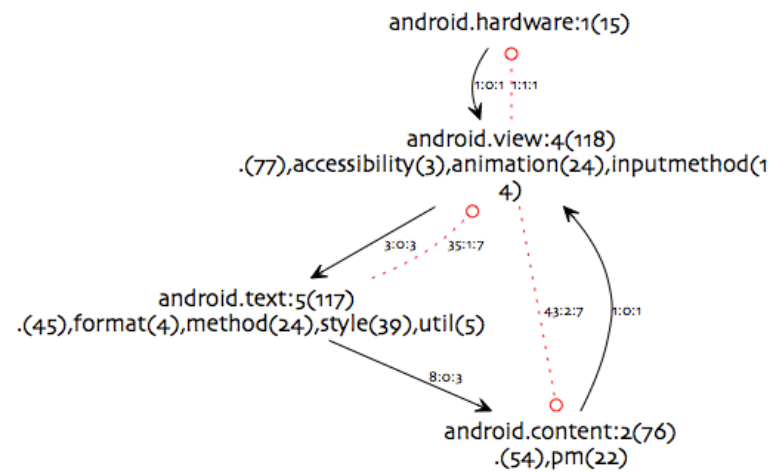 android.hardware:1(15)
1:0:1
1:1:1
android.view:4(118)
.(77),accessibility(3),animation(24),inputmethod(1
4)
3:0:3
35:1:7
android.text:5(117)
.(45),format(4),method(24),style(39),util(5)
43:2:7
1:0:1
8:0:3
android.content:2(76)
.(54),pm(22)